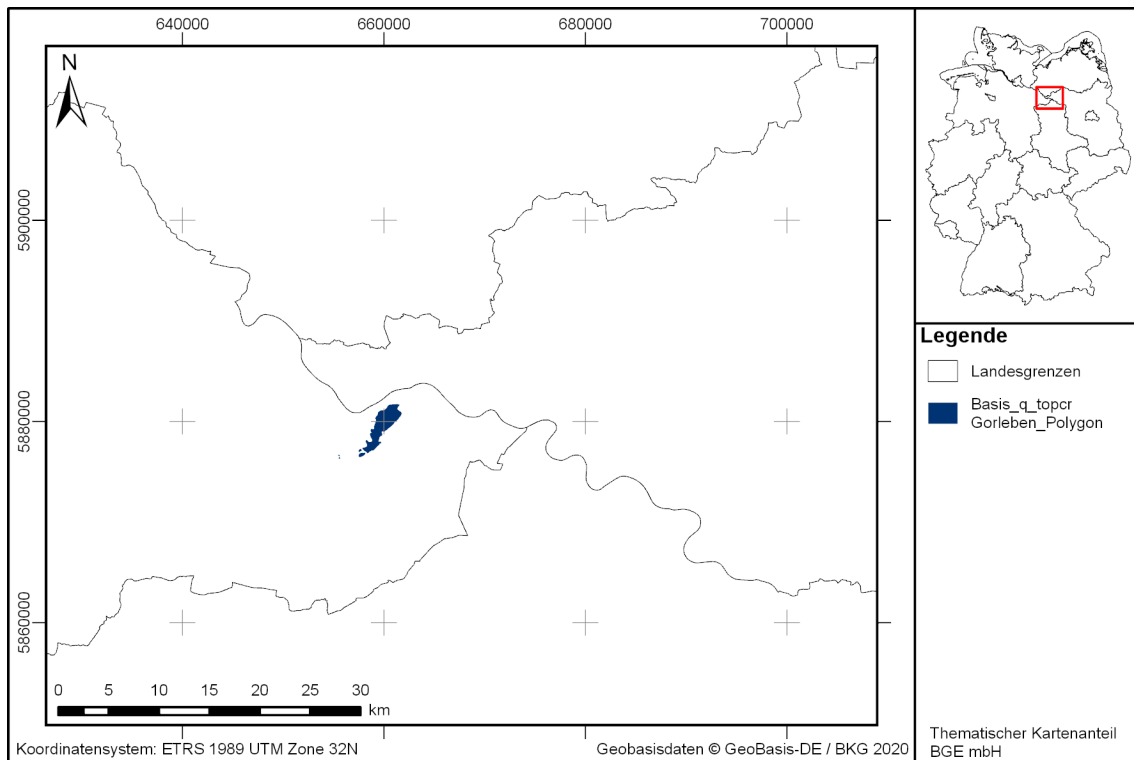 640000
660000
680000
700000
N
5900000
5880000
5860000
0 5 10 15 20 25 30
km
Koordinatensystem: ETRS 1989 UTM Zone 32N
Geobasisdaten © GeoBasis-DE / BKG 2020
Legende
Landesgrenzen
Basis_q_topcr
Gorleben_Polygon
Thematischer Kartenanteil
BGE mbH